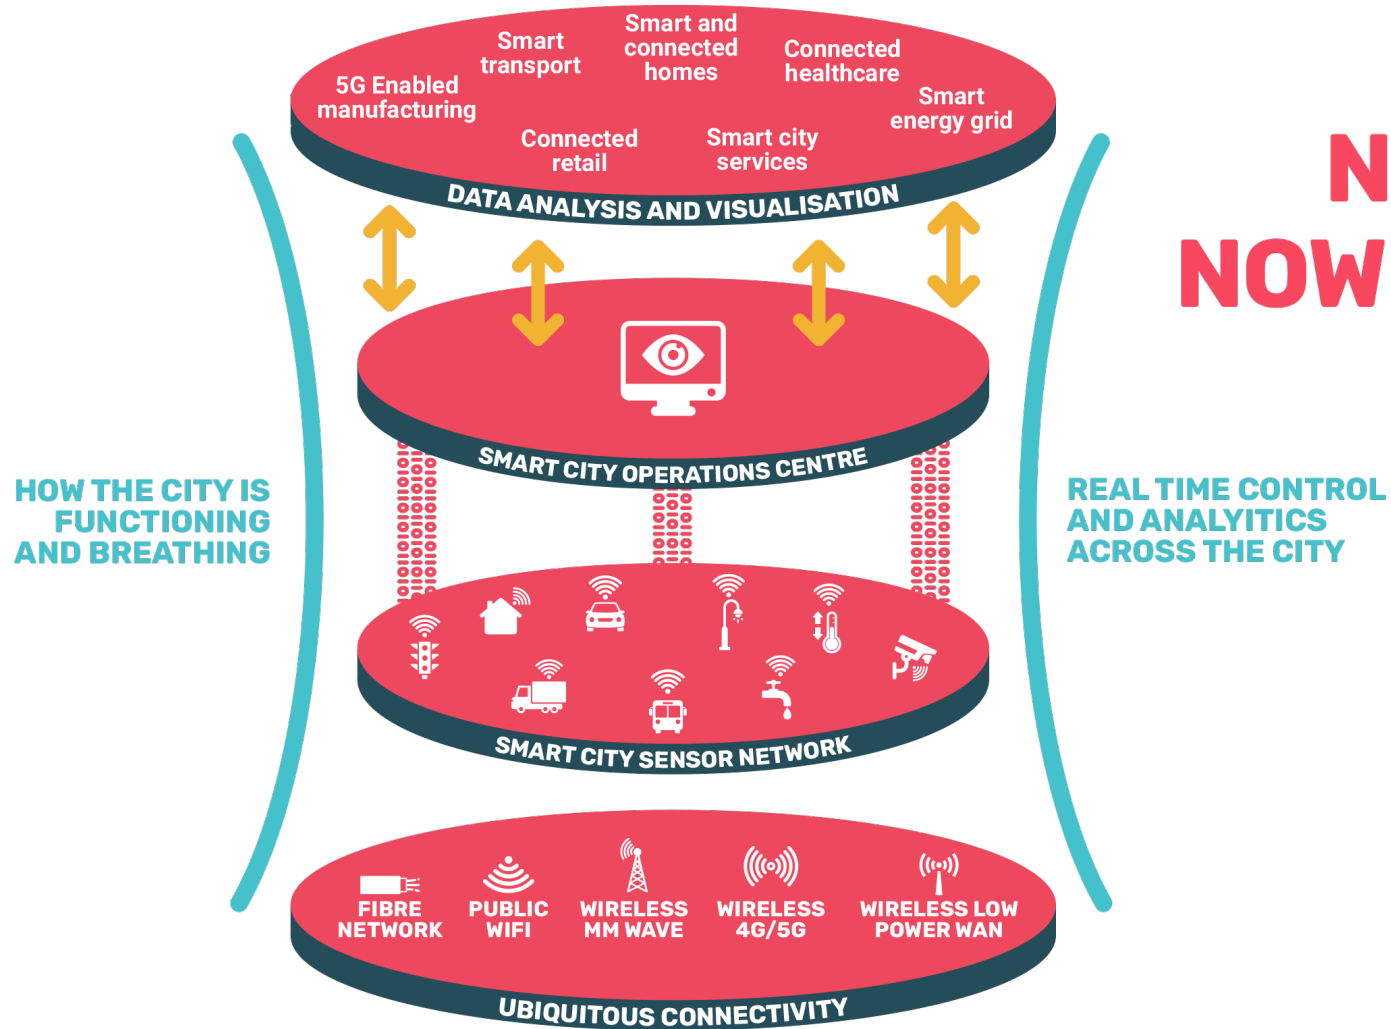 Smart and
connected
homes
Smart
transport
Connected
healthcare
5G Enabled
manufacturing
Smart
energy grid
Connected
retail
Smart city
services
DATA ANALYSIS AND VISUALISATION
N
NOW
SMART CITY OPERATIONS CENTRE
HOW THE CITY IS
FUNCTIONING
AND BREATHING
REAL TIME CONTROL
AND ANALYITICS
ACROSS THE CITY
SMART CITY SENSOR NETWORK
FIBRE
NETWORK
PUBLIC
WIFI
WIRELESS
MM WAVE
WIRELESS
4G/5G
WIRELESS LOW
POWER WAN
UBIQUITOUS CONNECTIVITY